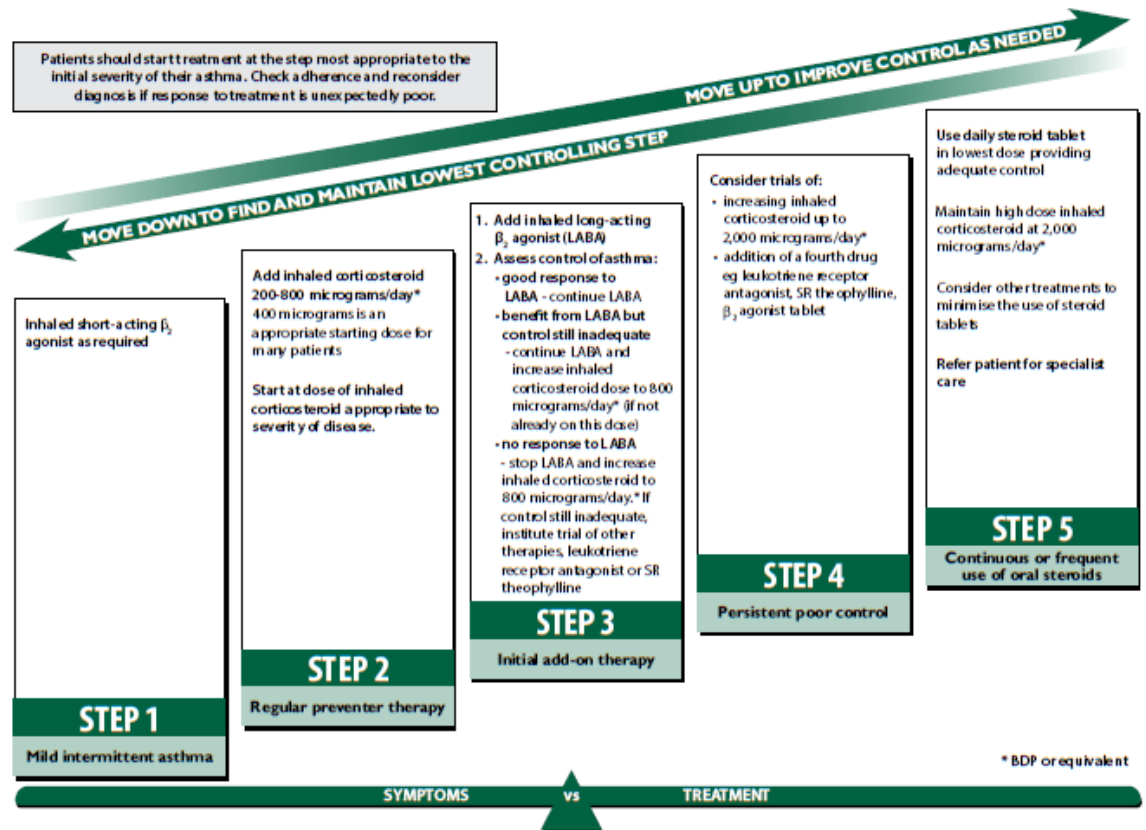 Patients should start treatment at the step most appropriate to the
initial severity of their asthma. Check adherence and reconsider
diagnosis if response to treatment is unexpectedly poor.
MOVE UP TO IMPROVE CONTROL AS NEEDED
MOVE DOWN TO FIND AND MAINTAIN LOWEST CONTROLLING STEP
Inhaled short-acting β₂
agonist as required
STEP 1
Mild intermittent asthma
Add inhaled corticosteroid
200-800 micrograms/day*
400 micrograms is an
appropriate starting dose for
many patients
Start at dose of inhaled
corticosteroid appropriate to
severity of disease.
STEP 2
Regular preventer therapy
1. Add inhaled long-acting
β₂ agonist (LABA)
2. Assess control of asthma:
• good response to
LABA - continue LABA
• benefit from LABA but
control still inadequate
- continue LABA and
increase inhaled
corticosteroid dose to 800
micrograms/day* (if not
already on this dose)
• no response to LABA
- stop LABA and increase
inhaled corticosteroid to
800 micrograms/day.* If
control still inadequate,
institute trial of other
therapies, leukotriene
receptor antagonist or SR
theophylline
STEP 3
Initial add-on therapy
Consider trials of:
• increasing inhaled
corticosteroid up to
2,000 micrograms/day*
• addition of a fourth drug
eg leukotriene receptor
antagonist, SR theophylline,
β₂ agonist tablet
STEP 4
Persistent poor control
Use daily steroid tablet
in lowest dose providing
adequate control
Maintain high dose inhaled
corticosteroid at 2,000
micrograms/day*
Consider other treatments to
minimise the use of steroid
tablets
Refer patient for specialist
care
STEP 5
Continuous or frequent
use of oral steroids
* BDP or equivalent
SYMPTOMS vs TREATMENT